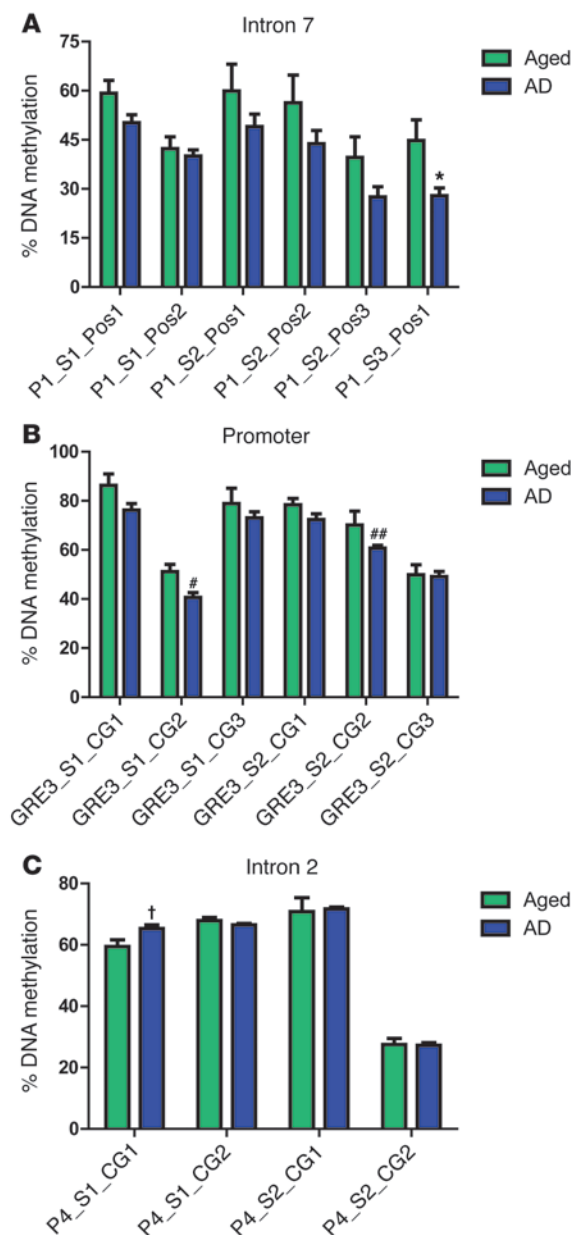 A
Intron 7
Aged
AD
% DNA methylation
75
60
45
30
15
0
*
P1_S1_Pos1
P1_S1_Pos2
P1_S2_Pos1
P1_S2_Pos2
P1_S2_Pos3
P1_S3_Pos1
B
Promoter
Aged
AD
% DNA methylation
100
80
60
40
20
0
#
##
GRE3_S1_CG1
GRE3_S1_CG2
GRE3_S1_CG3
GRE3_S2_CG1
GRE3_S2_CG2
GRE3_S2_CG3
C
Intron 2
Aged
AD
% DNA methylation
80
60
40
20
0
†
P4_S1_CG1
P4_S1_CG2
P4_S2_CG1
P4_S2_CG2